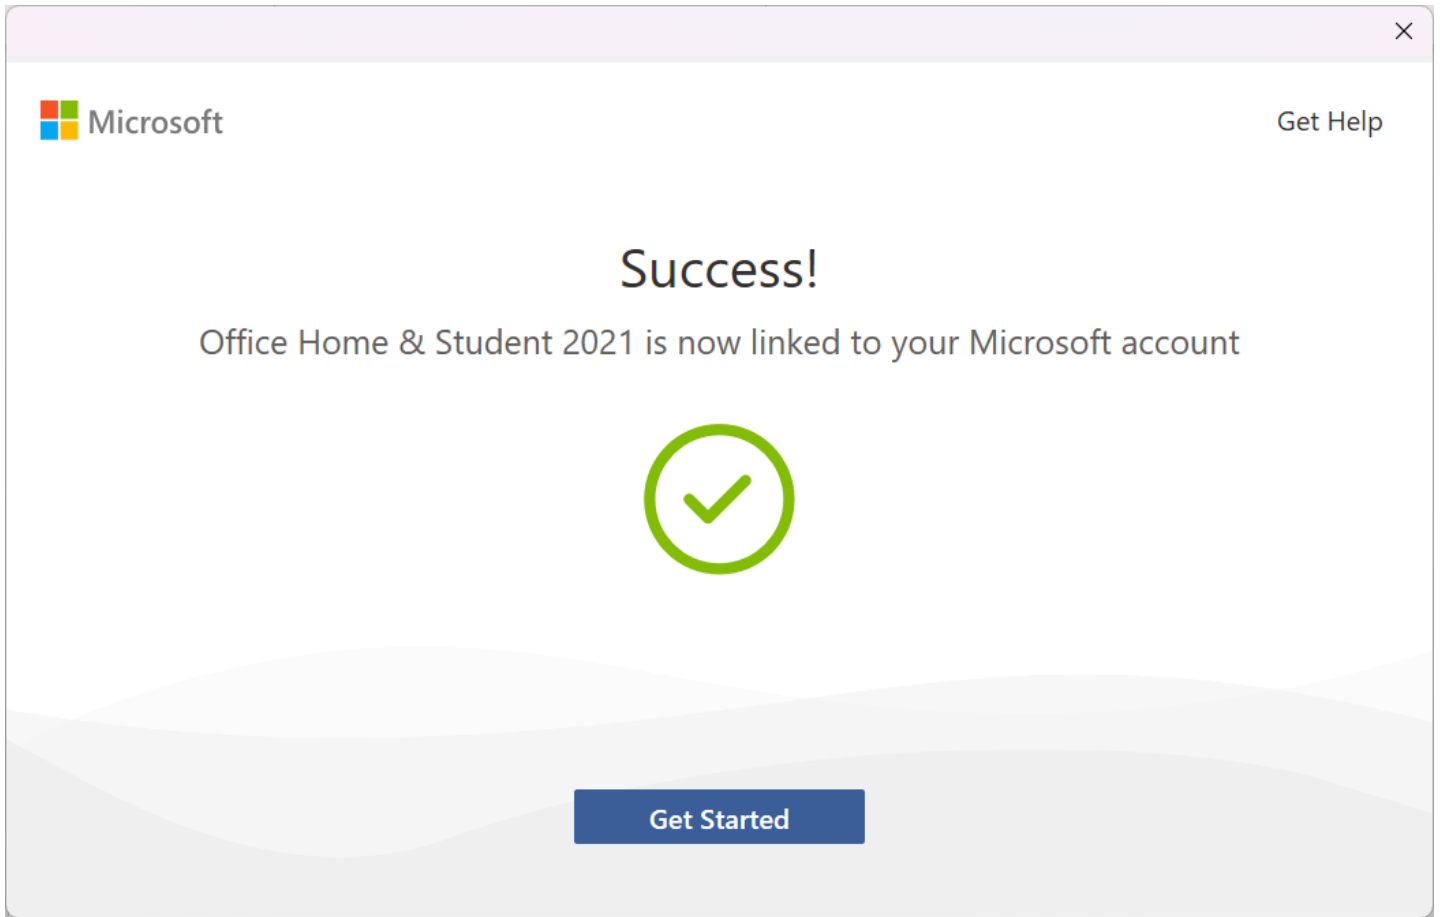 Microsoft
Get Help
Success!
Office Home & Student 2021 is now linked to your Microsoft account
Get Started